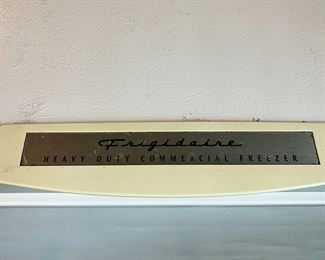 Frigidaire
HEAVY DUTY COMMERCIAL FREEZER